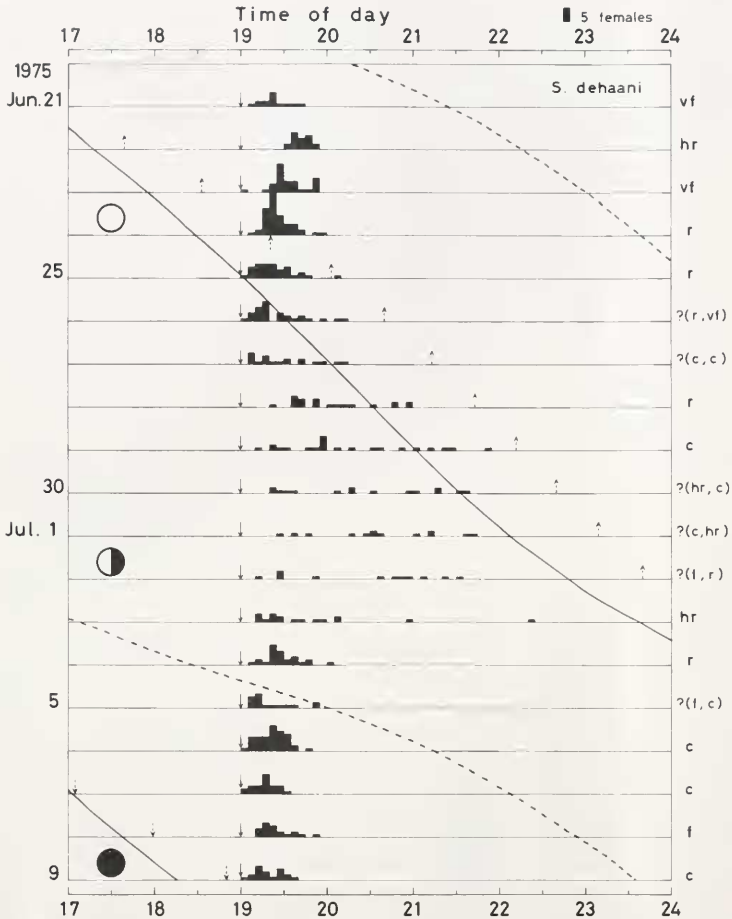 Time of day
5 females
17 18 19 20 21 22 23 24
1975
S. dehaani
Jun. 21 vf
hr
vf
r
25 r
?(r,vf)
?(c,c)
r
c
30 ?(hr,c)
Jul. 1 ?(c,hr)
?(f,r)
hr
r
5 ?(f,c)
c
c
f
9 c
17 18 19 20 21 22 23 24